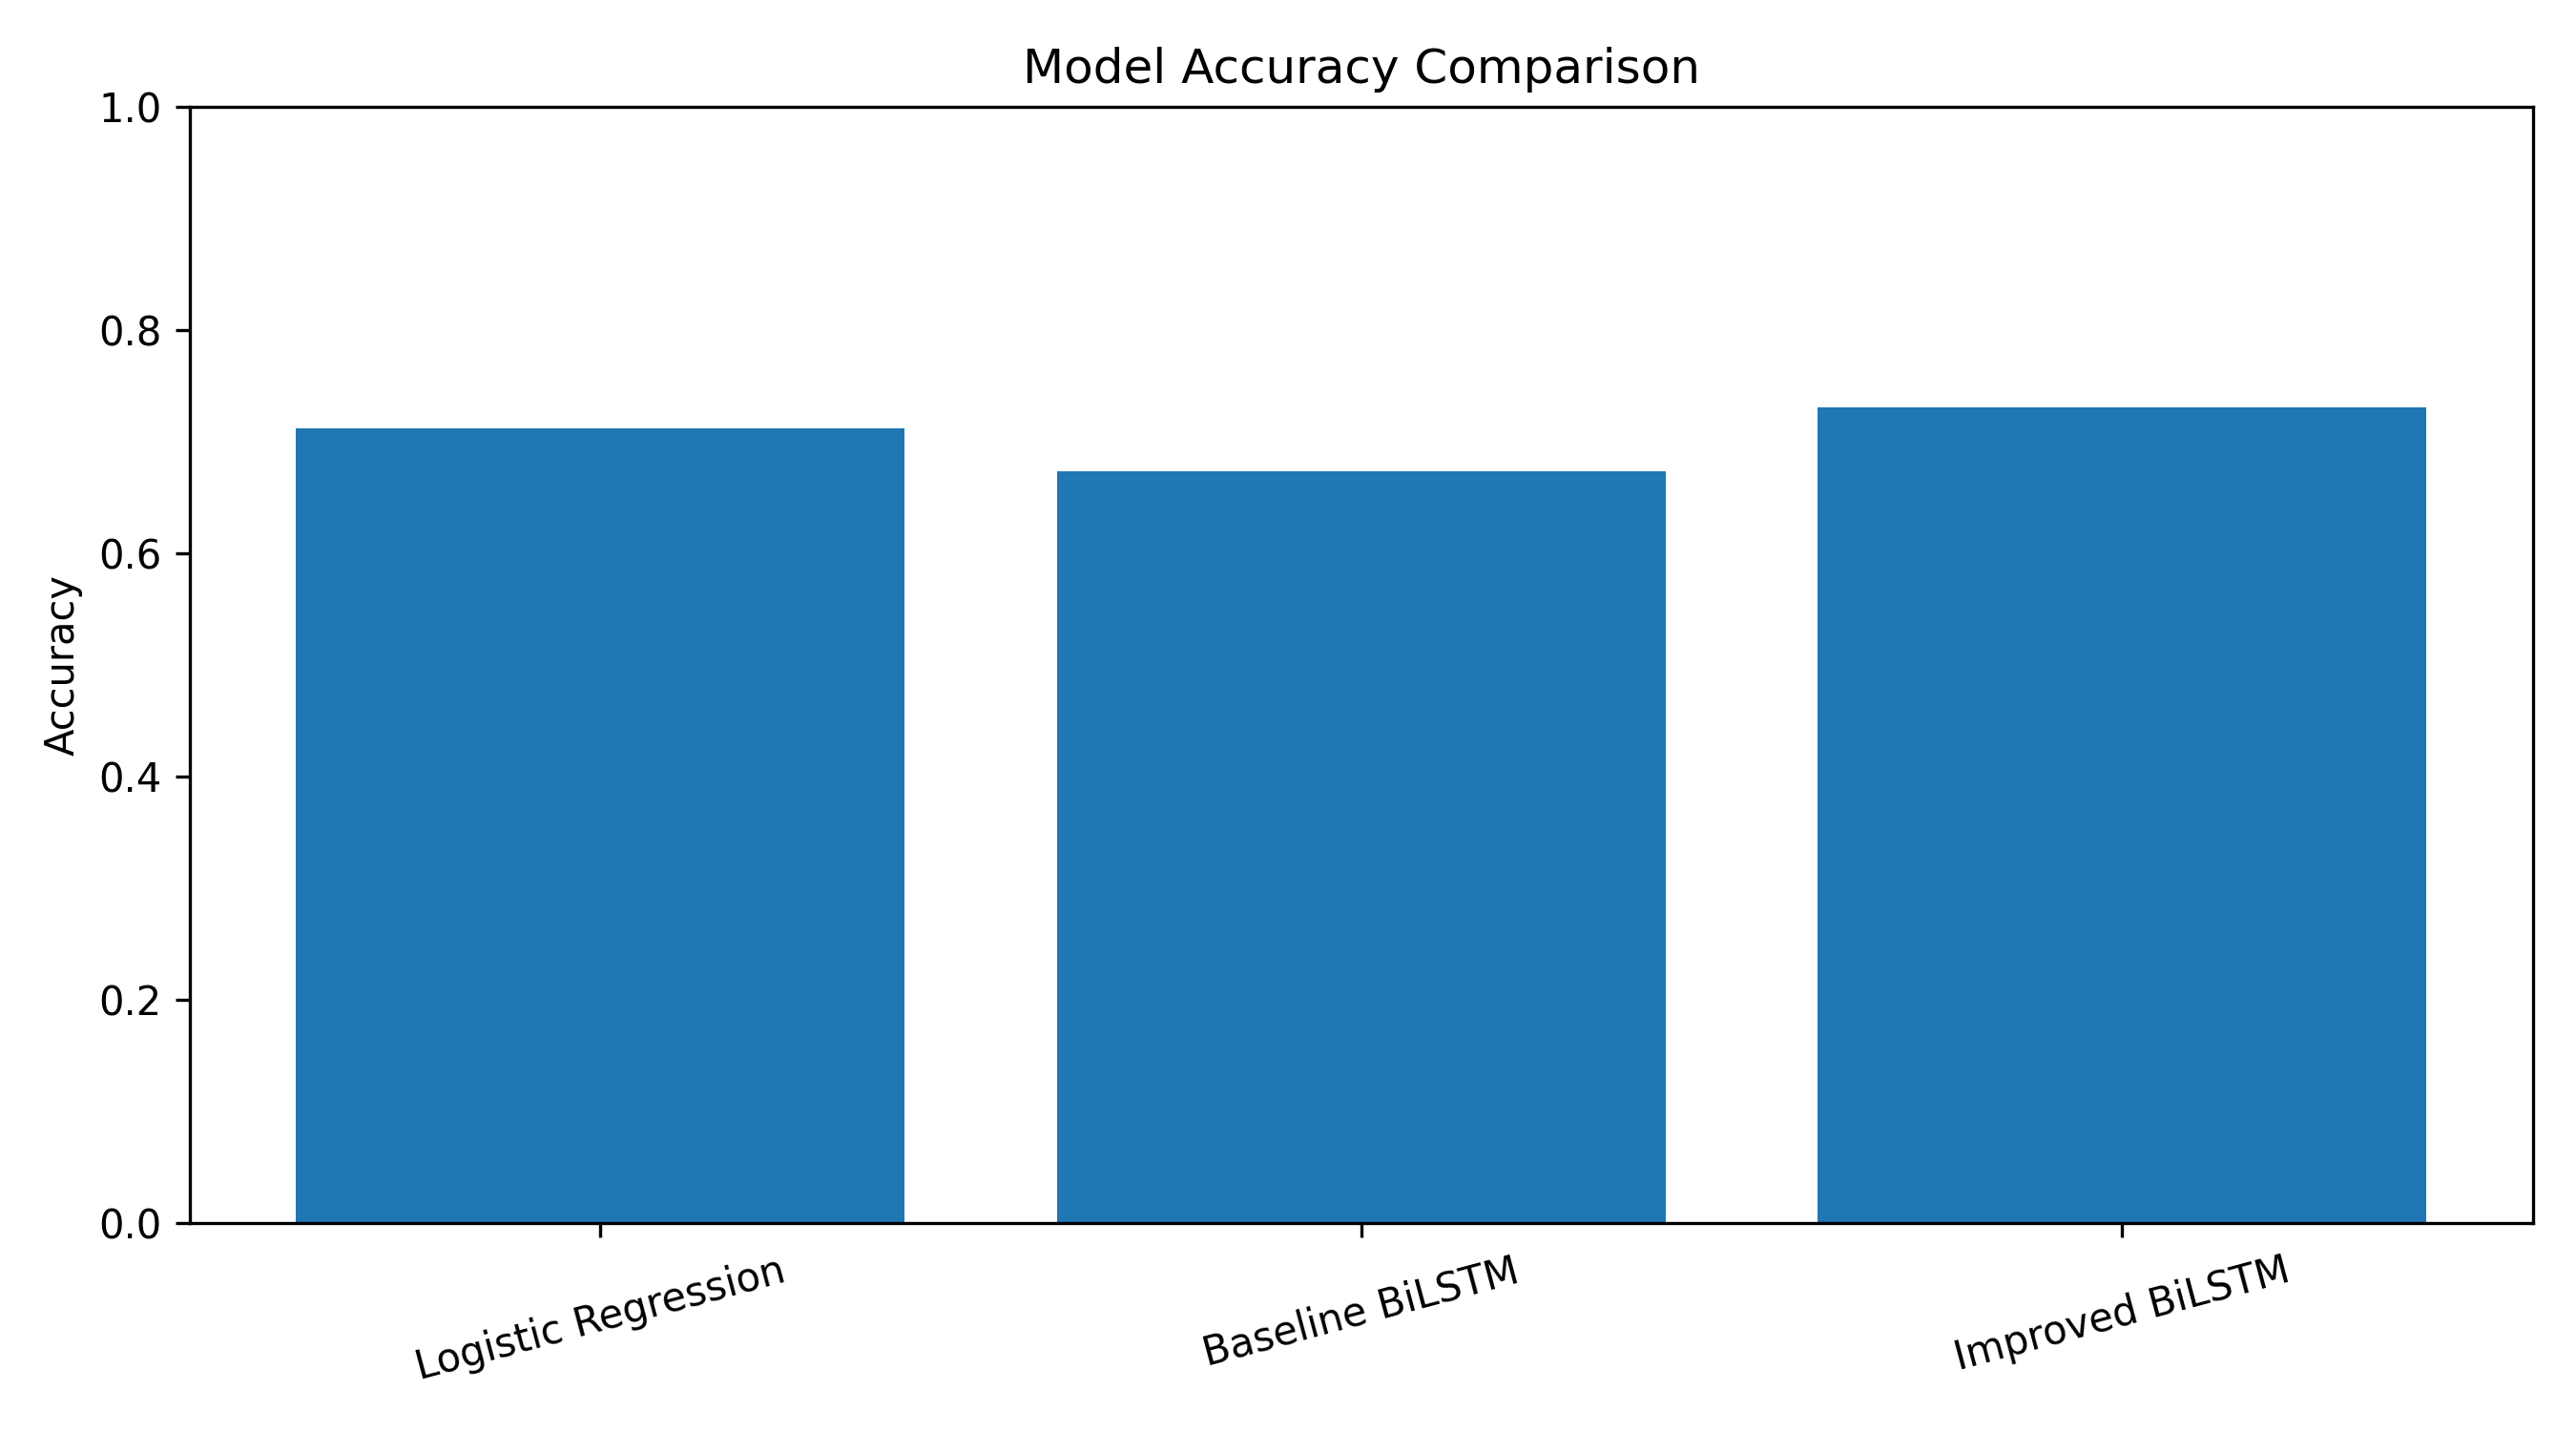 Model Accuracy Comparison
1.0
0.8
0.6
0.4
0.2
0.0
Accuracy
Logistic Regression
Baseline BiLSTM
Improved BiLSTM